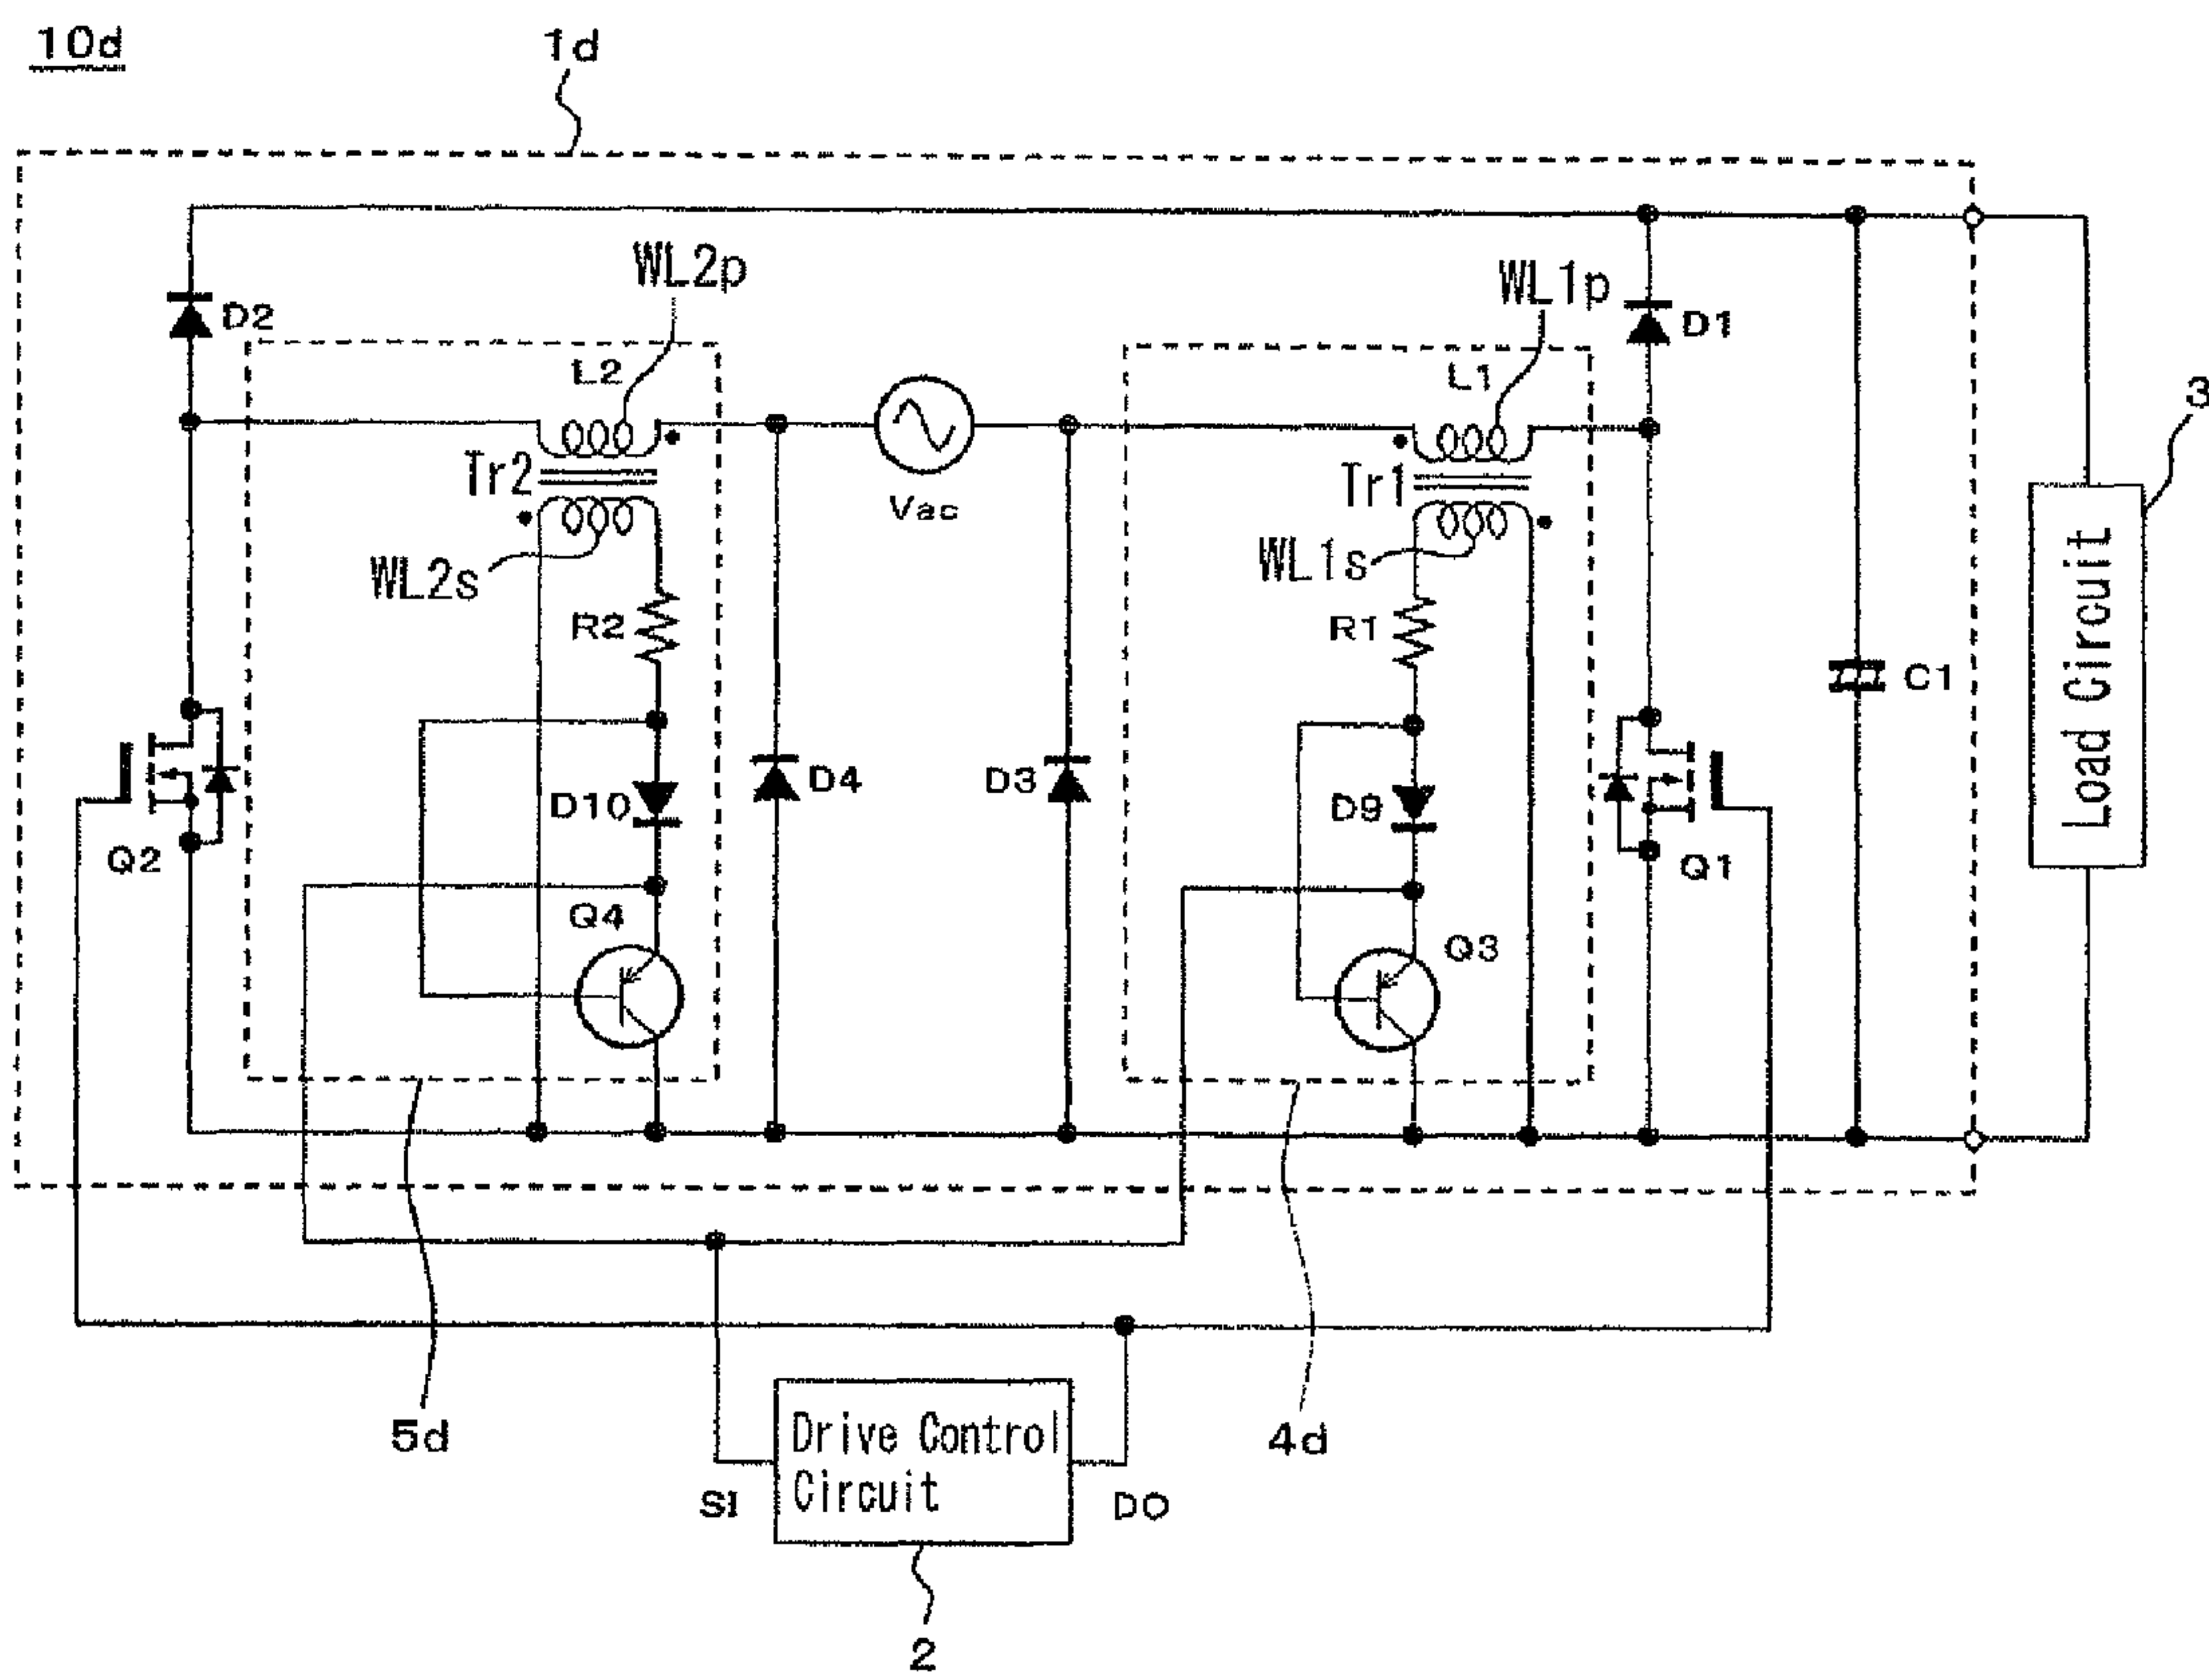 10d
1d
WL2p
WL1p
D2
D1
L2
L1
3
Tr2
Tr1
Vac
WL2s
WL1s
Load Circuit
R2
R1
C1
D4
D3
D10
D9
Q2
Q1
Q4
Q3
5d
4d
Drive Control
Circuit
SI
DO
2